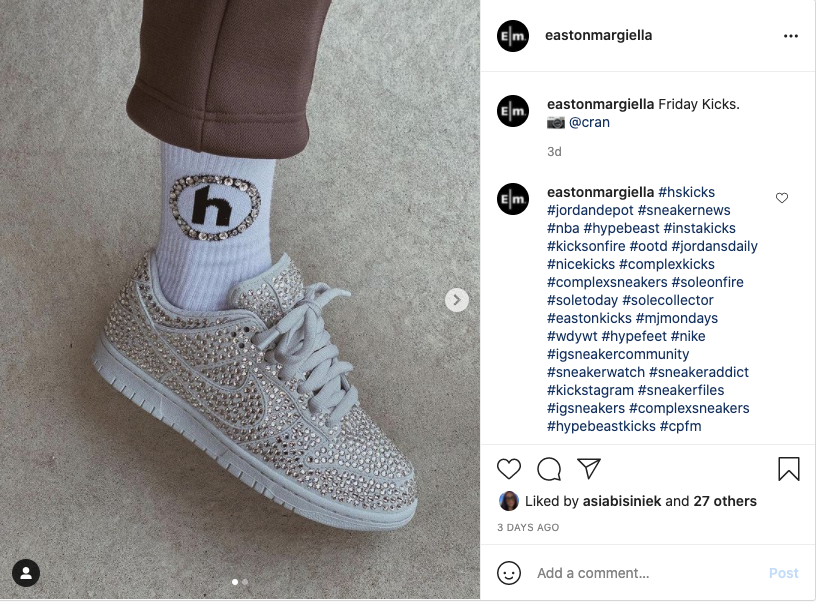 h
E|m.
eastonmargiella
E|m.
eastonmargiella Friday Kicks.
@cran
3d
E|m.
eastonmargiella #hskicks
#jordandepot #sneakernews
#nba #hypebeast #instakicks
#kicksonfire #ootd #jordansdaily
#nicekicks #complexkicks
#complexsneakers #soleonfire
#soletoday #solecollector
#eastonkicks #mjmondays
#wdywt #hypefeet #nike
#igsneakercommunity
#sneakerwatch #sneakeraddict
#kickstagram #sneakerfiles
#igsneakers #complexsneakers
#hypebeastkicks #cpfm
Liked by asiabisiniek and 27 others
3 DAYS AGO
Add a comment...
Post